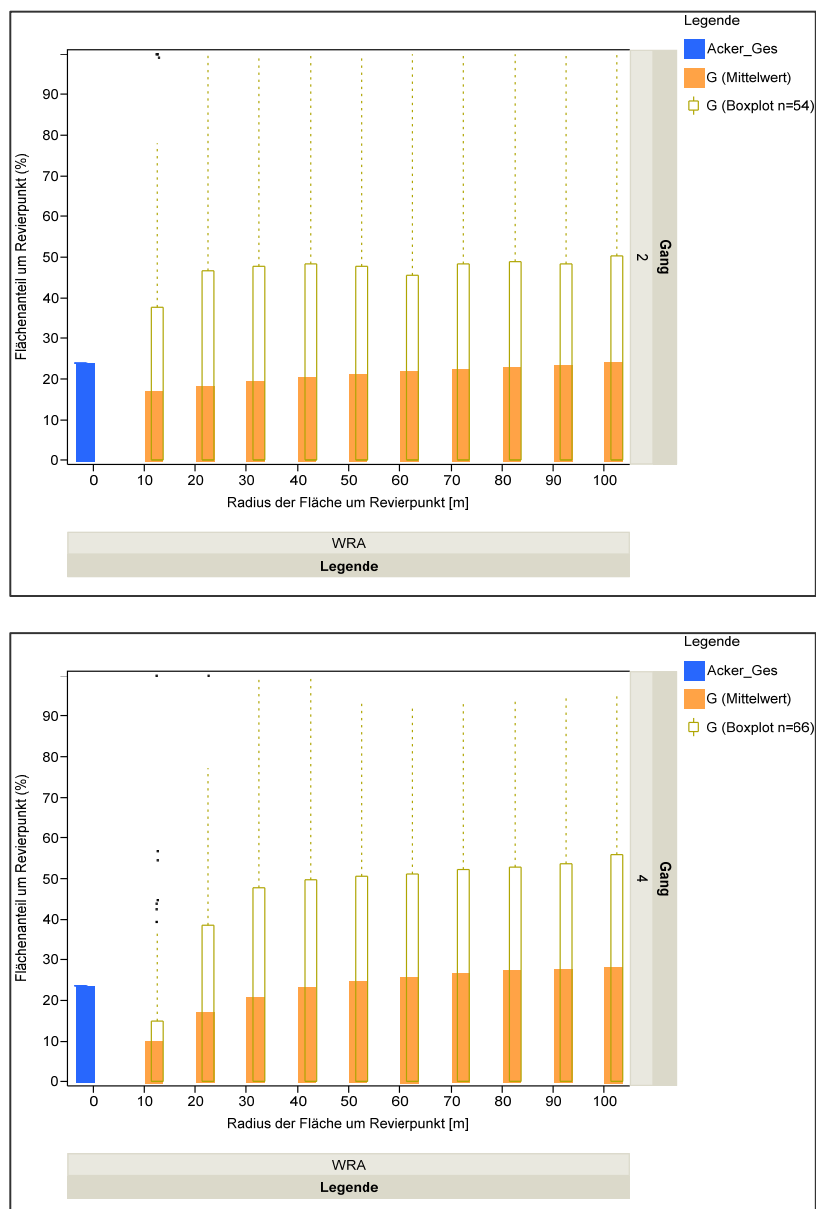 Legende
Acker_Ges
G (Mittelwert)
G (Boxplot n=54)
Flächenanteil um Revierpunkt (%)
90
80
70
60
50
40
30
20
10
0
0 10 20 30 40 50 60 70 80 90 100
Radius der Fläche um Revierpunkt [m]
2
Gang
WRA
Legende
Legende
Acker_Ges
G (Mittelwert)
G (Boxplot n=66)
Flächenanteil um Revierpunkt (%)
90
80
70
60
50
40
30
20
10
0
0 10 20 30 40 50 60 70 80 90 100
Radius der Fläche um Revierpunkt [m]
4
Gang
WRA
Legende